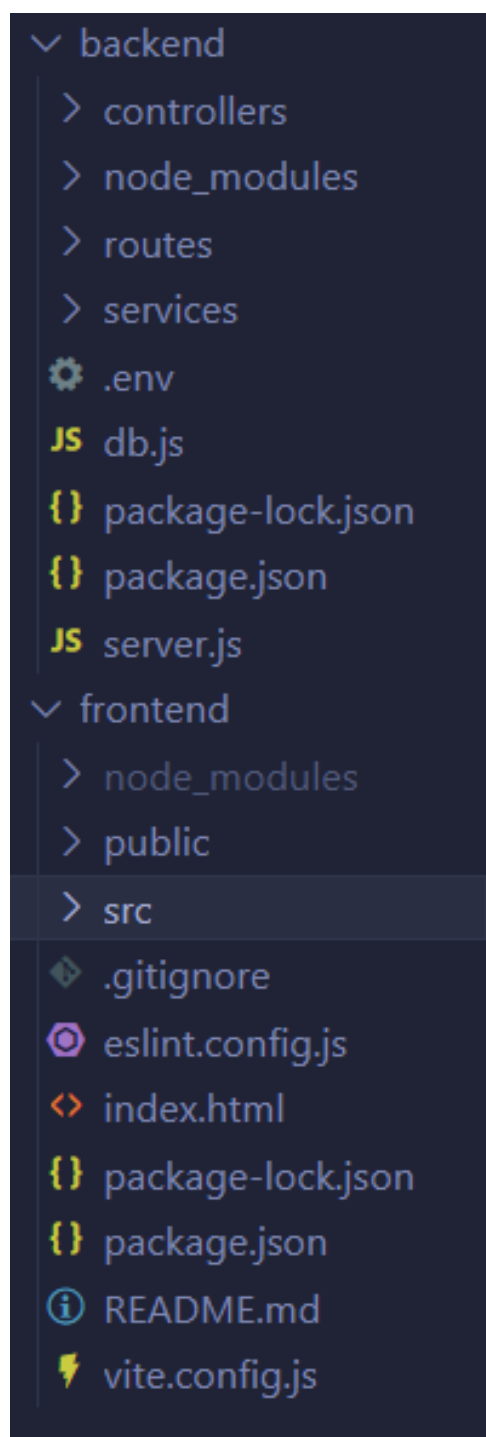 backend
controllers
node_modules
routes
services
.env
JS db.js
{} package-lock.json
{} package.json
JS server.js
frontend
node_modules
public
src
.gitignore
eslint.config.js
<> index.html
{} package-lock.json
{} package.json
README.md
vite.config.js